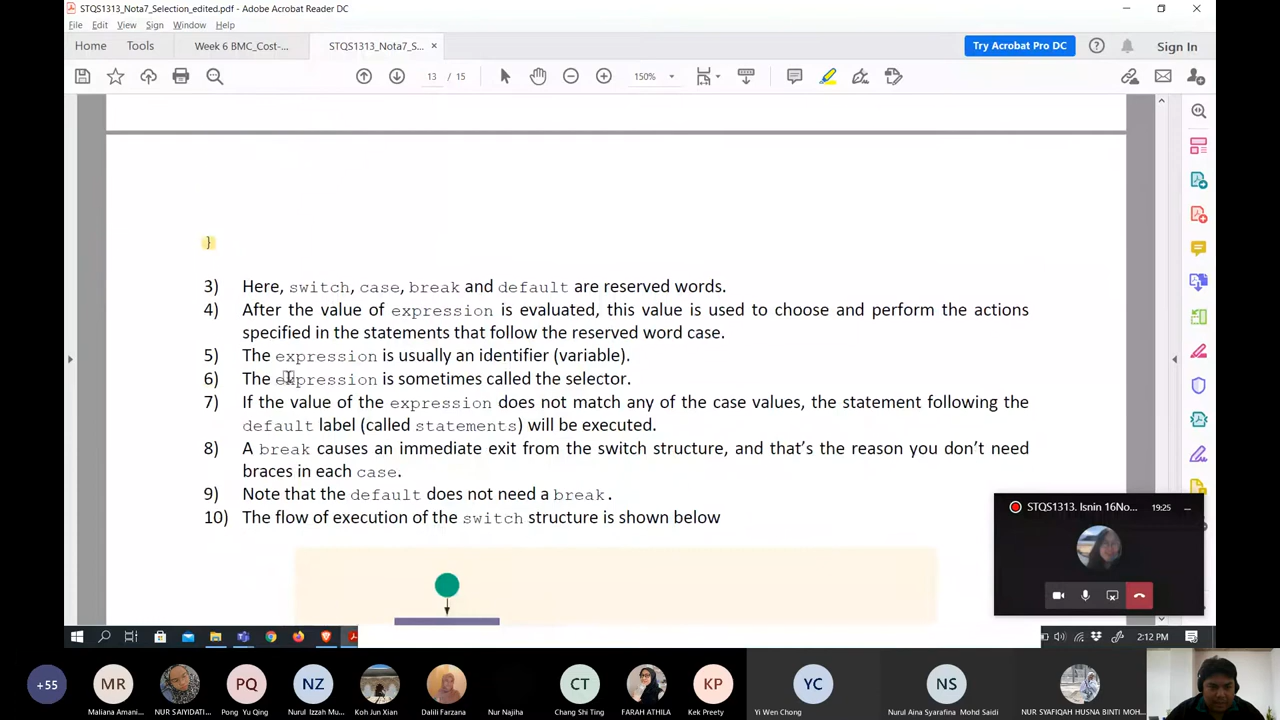 STQS1313_Nota7_Selection_edited.pdf - Adobe Acrobat Reader DC
File Edit View Sign Window Help
Home Tools Week 6 BMC_Cost-... STQS1313_Nota7_S... × Try Acrobat Pro DC Sign In
13 / 15 150%
}
3) Here, switch, case, break and default are reserved words.
4) After the value of expression is evaluated, this value is used to choose and perform the actions
specified in the statements that follow the reserved word case.
5) The expression is usually an identifier (variable).
6) The expression is sometimes called the selector.
7) If the value of the expression does not match any of the case values, the statement following the
default label (called statements) will be executed.
8) A break causes an immediate exit from the switch structure, and that's the reason you don't need
braces in each case.
9) Note that the default does not need a break.
10) The flow of execution of the switch structure is shown below
STQS1313. Isnin 16No... 19:25
2:12 PM
+55 MR PQ NZ CT KP YC NS
Maliana Amani... NUR SAIYIDATI... Pong Yu Qing Nurul Izzah Mu... Koh Jun Xian Dalili Farzana Nur Najiha Chang Shi Ting FARAH ATHILA Kek Preety Yi Wen Chong Nurul Aina Syarafina Mohd Saidi NUR SYAFIQAH HUSNA BINTI MOH...